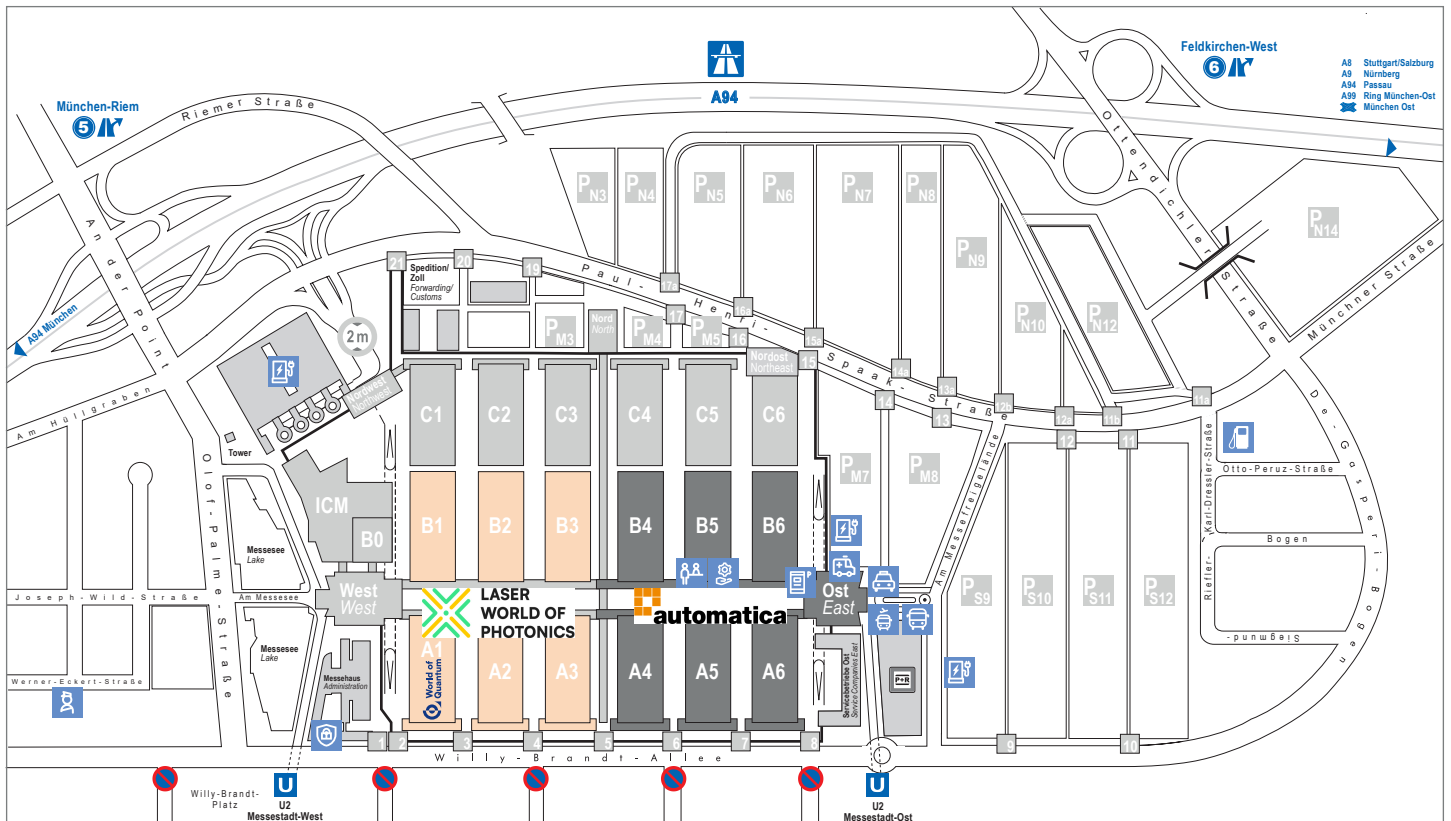 Feldkirchen-West
6
A8 Stuttgart/Salzburg
A9 Nürnberg
A94 Passau
A99 Ring München-Ost
München Ost
A94
München-Riem
5
Riemer Straße
An der Point
A94 München
Am Hüllgraben
Ottendichler Straße
Münchner Straße
De-Gasperi-Bogen
Paul-Henri-Spaak-Straße
PN3
PN4
PN5
PN6
PN7
PN8
PN9
PN10
PN12
PN14
21
20
19
17a
17
16a
16
15a
15
14a
14
13a
13
12b
12a
12
11b
11a
11
Spedition/
Zoll
Forwarding/
Customs
PM3
Nord
North
PM4
PM5
Nordost
Northeast
2 m
Nordwest
Northwest
Tower
C1
C2
C3
C4
C5
C6
PM7
PM8
Am Messefreigelände
Karl-Dressler-Straße
Otto-Peruz-Straße
Olof-Palme-Straße
ICM
B0
B1
B2
B3
B4
B5
B6
Messesee
Lake
Riefler-
Bogen
Joseph-Wild-Straße
Am Messesee
West
West
LASER
WORLD OF
PHOTONICS
automatica
Ost
East
P
PS9
PS10
PS11
PS12
Siegmund-
Messesee
Lake
Werner-Eckert-Straße
Messehaus
Administration
A1
World of
Quantum
A2
A3
A4
A5
A6
Servicebetriebe Ost
Service Companies East
P+R
1
2
3
4
5
6
7
8
9
10
Willy-Brandt-Allee
Willy-Brandt-
Platz
U
U2
Messestadt-West
U
U2
Messestadt-Ost